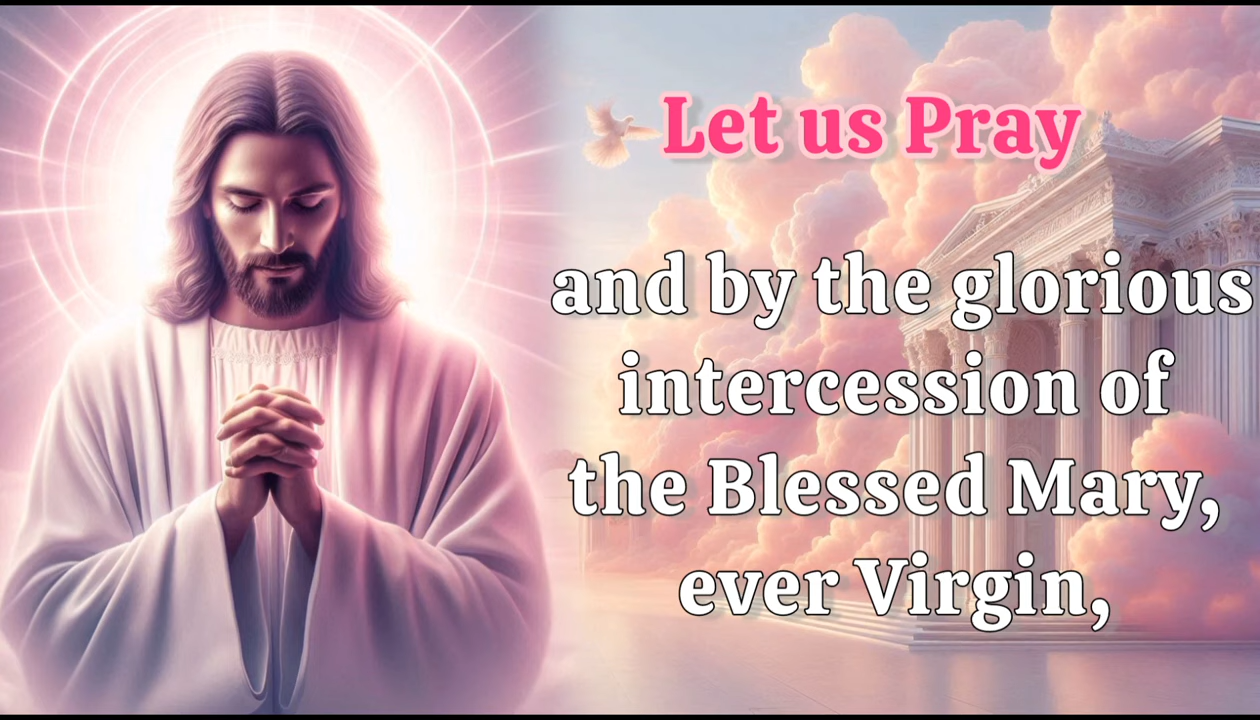 Let us Pray
and by the glorious
intercession of
the Blessed Mary,
ever Virgin,